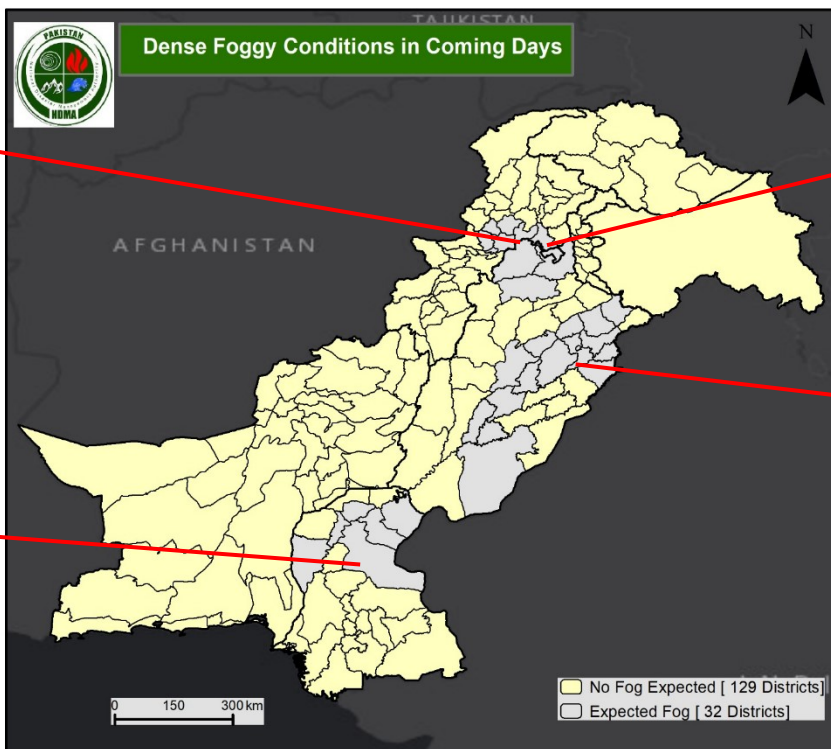 TAJIKISTAN
PAKISTAN
NDMA
Dense Foggy Conditions in Coming Days
N
AFGHANISTAN
0 150 300 km
No Fog Expected [ 129 Districts]
Expected Fog [ 32 Districts]